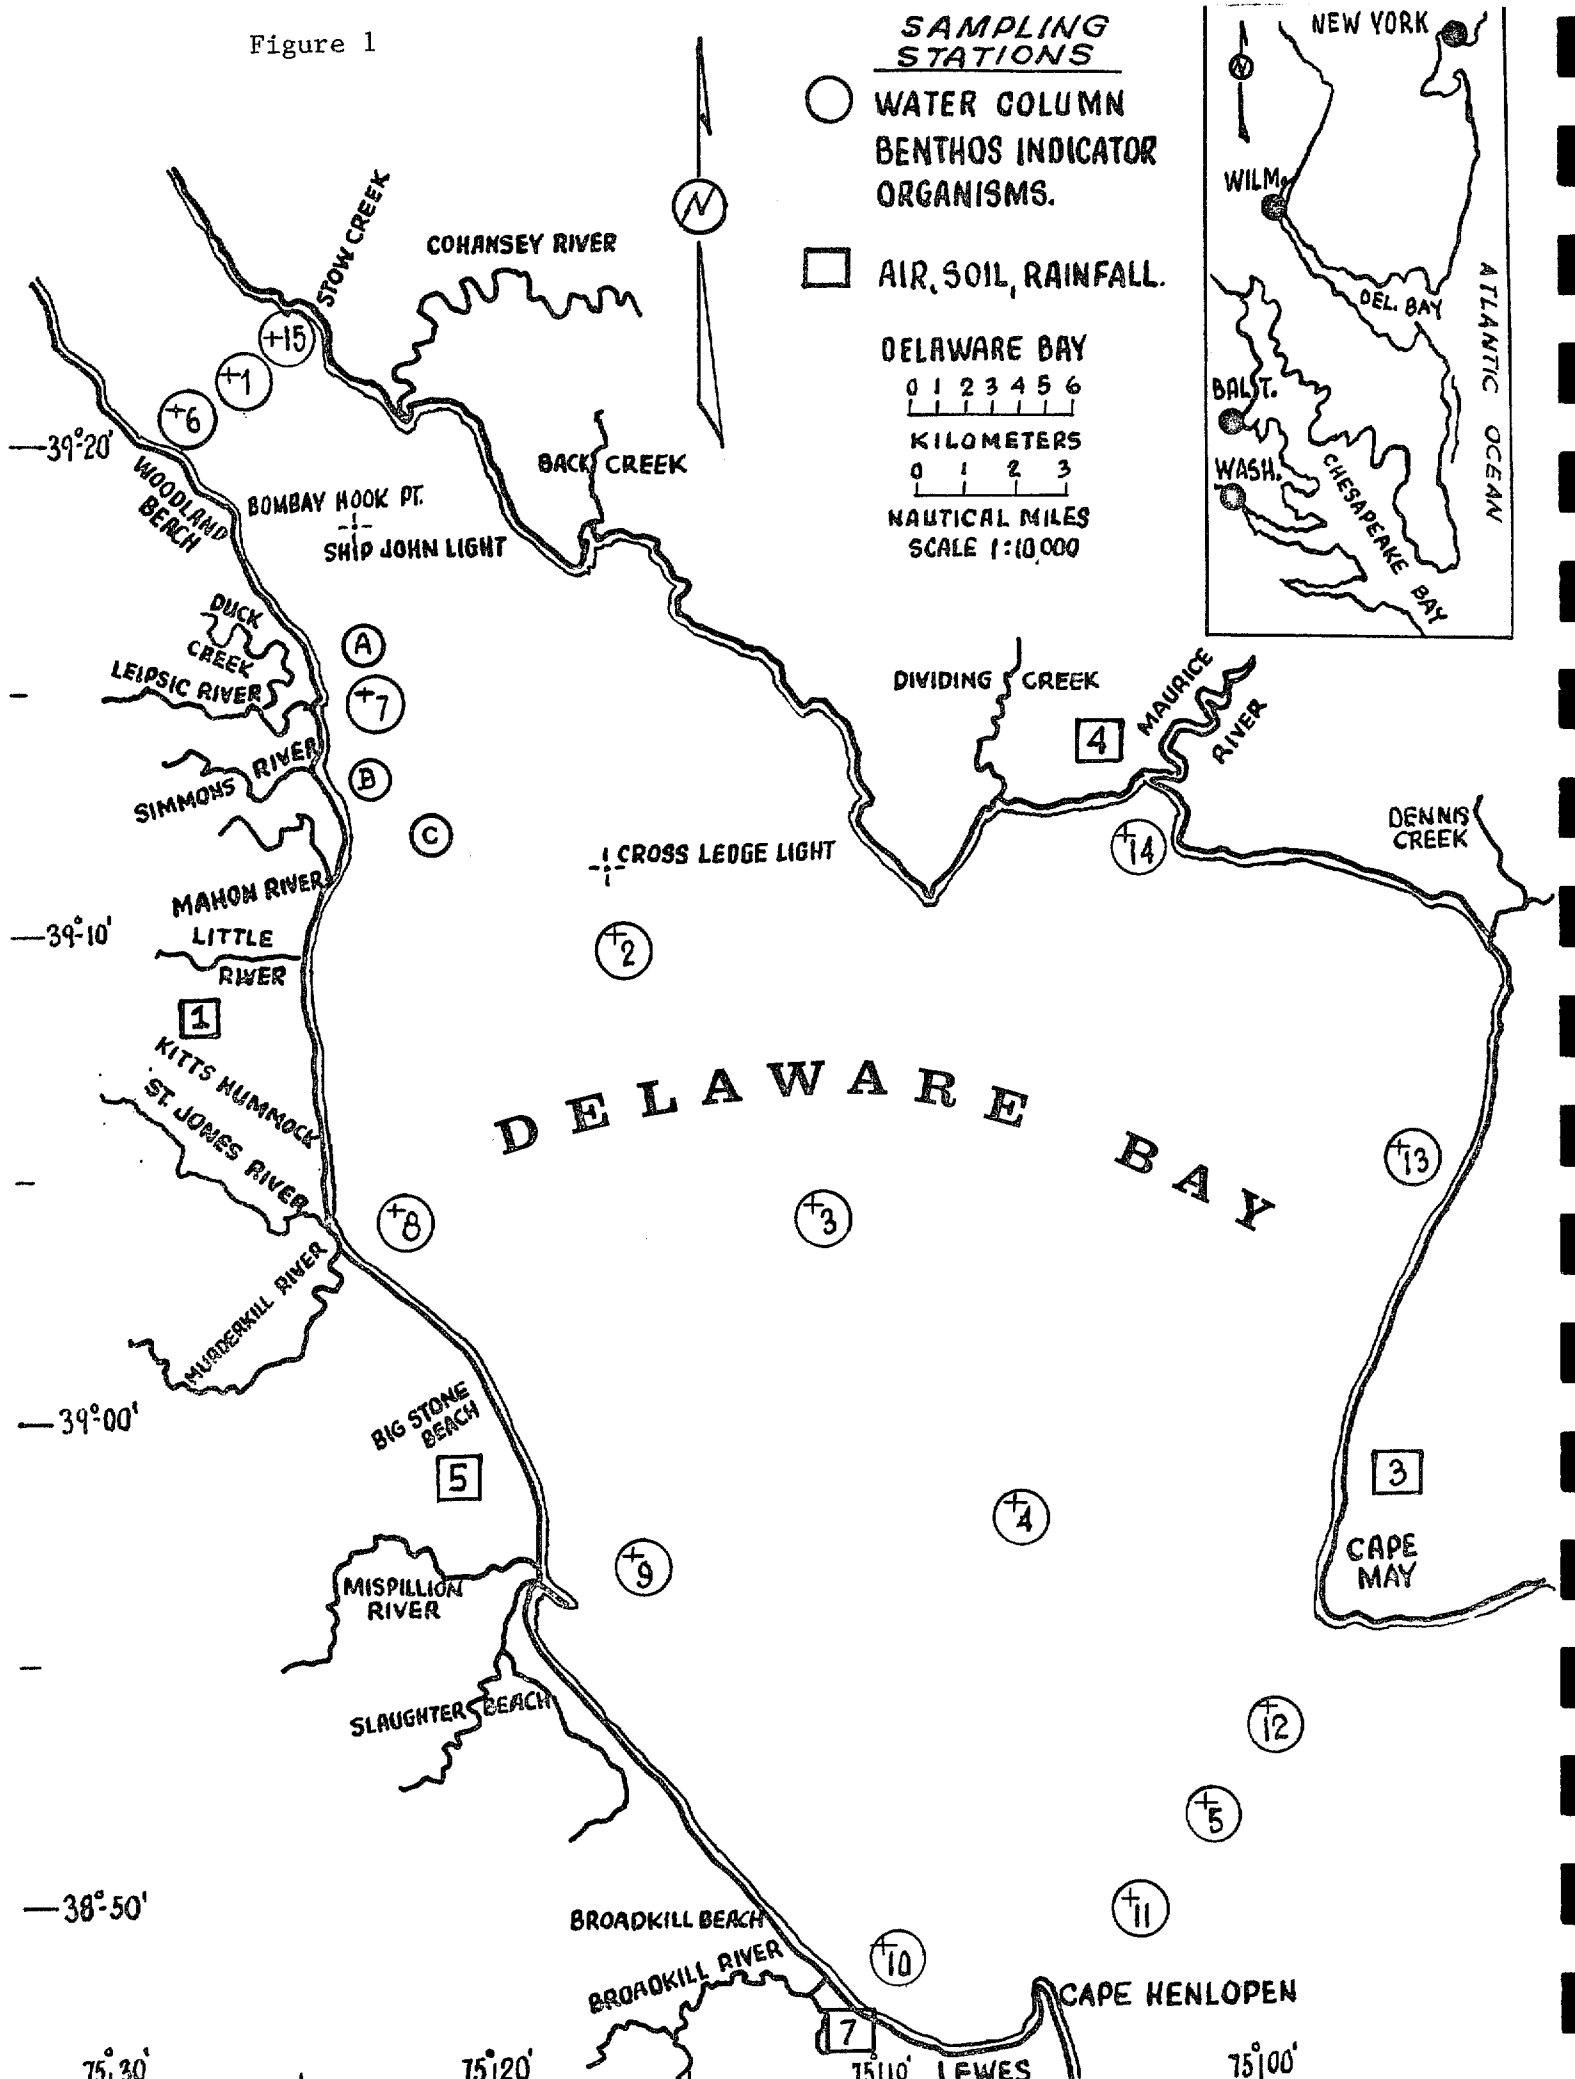 Figure 1
SAMPLING
STATIONS
WATER COLUMN
BENTHOS INDICATOR
ORGANISMS.
AIR, SOIL, RAINFALL.
DELAWARE BAY
0 1 2 3 4 5 6
KILOMETERS
0 1 2 3
NAUTICAL MILES
SCALE 1:10,000
N
N
NEW YORK
WILM.
DEL. BAY
ATLANTIC OCEAN
BALT.
WASH.
CHESAPEAKE BAY
STOW CREEK
COHANSEY RIVER
+15
+1
+6
39°20'
WOODLAND
BEACH
BOMBAY HOOK PT.
SHIP JOHN LIGHT
BACK CREEK
DUCK
CREEK
LEIPSIC RIVER
A
+7
SIMMONS RIVER
B
C
DIVIDING CREEK
4
MAURICE
RIVER
+14
DENNIS
CREEK
CROSS LEDGE LIGHT
MAHON RIVER
39°10'
LITTLE
RIVER
+2
1
KITTS HUMMOCK
ST. JONES RIVER
DELAWARE BAY
+13
+8
+3
MURDERKILL RIVER
39°00'
BIG STONE
BEACH
5
3
+4
CAPE
MAY
+9
MISPILLION
RIVER
SLAUGHTER BEACH
+12
+5
38°50'
+11
BROADKILL BEACH
+10
BROADKILL RIVER
CAPE HENLOPEN
7
75°30'
75°20'
75°10'
LEWES
75°00'